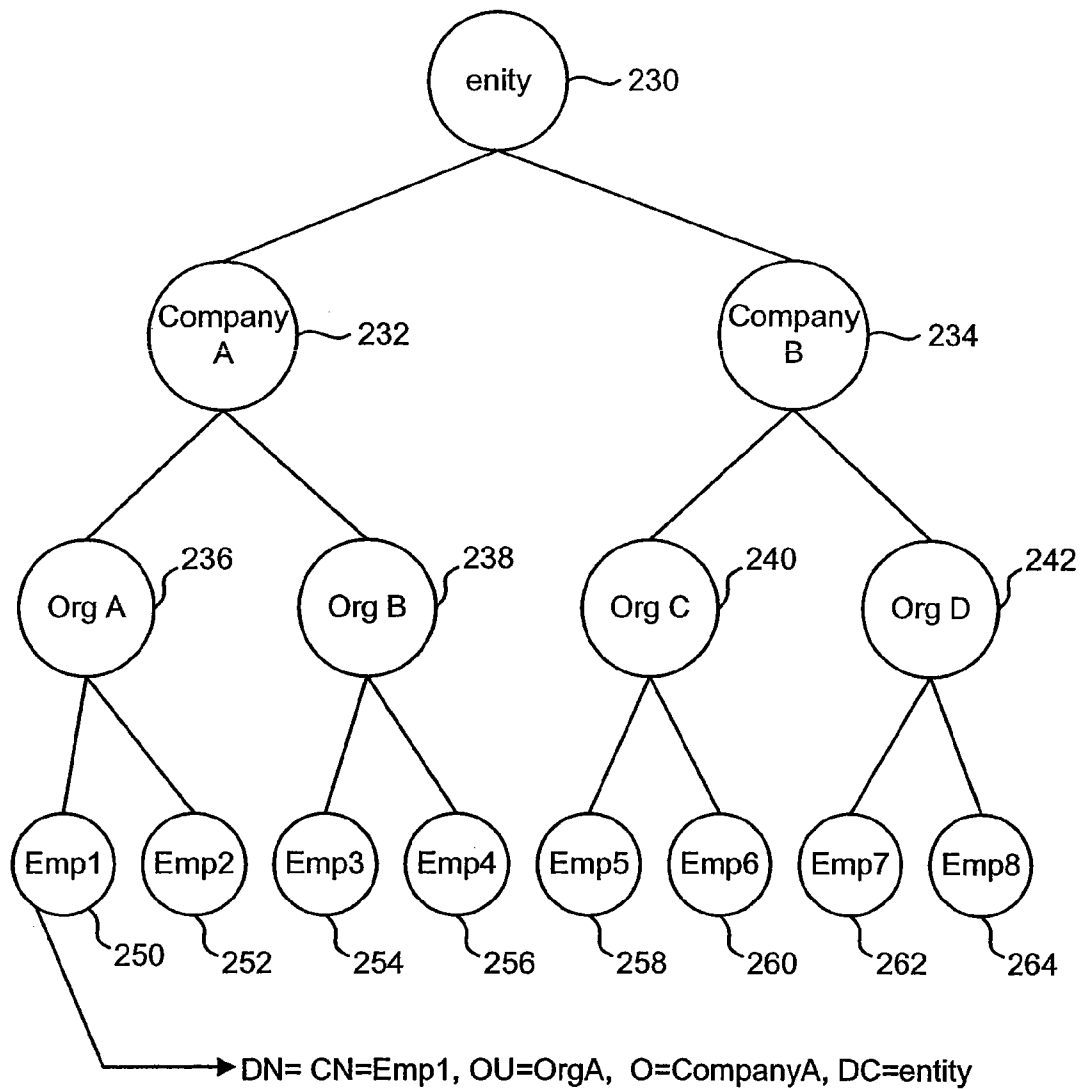 enity
230
Company
A
232
Company
B
234
236
238
240
242
Org A
Org B
Org C
Org D
Emp1
Emp2
Emp3
Emp4
Emp5
Emp6
Emp7
Emp8
250
252
254
256
258
260
262
264
DN= CN=Emp1, OU=OrgA, O=CompanyA, DC=entity